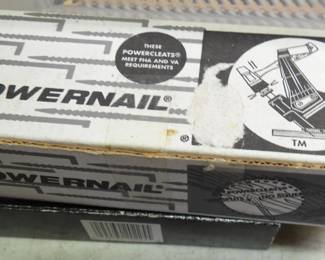 THESE
POWERCLEATS®
MEET FHA AND VA
REQUIREMENTS
OWERNAIL®
®
TM
OWERNAIL®